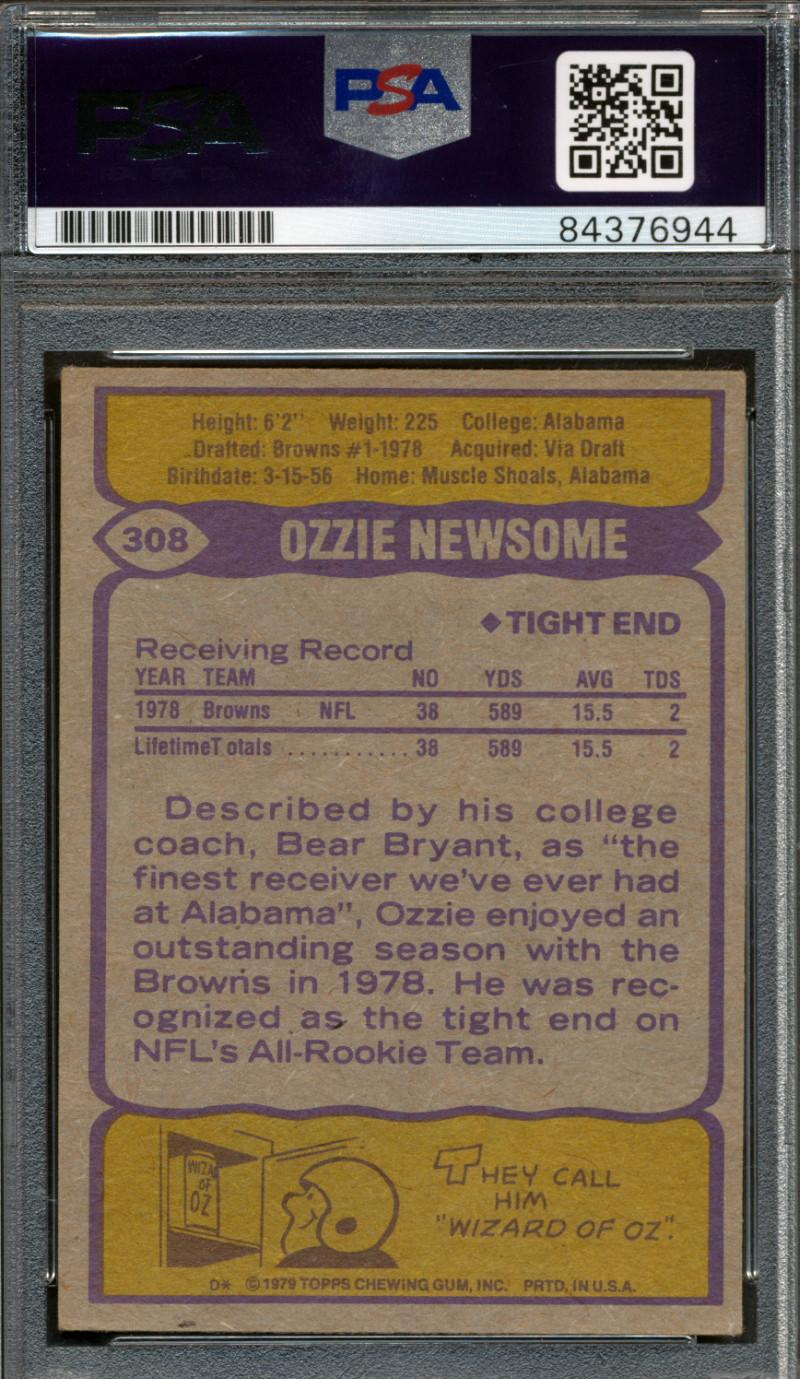 PSA
PSA
84376944
Height: 6'2" Weight: 225 College: Alabama
Drafted: Browns #1-1978 Acquired: Via Draft
Birthdate: 3-15-56 Home: Muscle Shoals, Alabama
308 OZZIE NEWSOME
◆TIGHT END
Receiving Record
YEAR TEAM NO YDS AVG TDS
1978 Browns NFL 38 589 15.5 2
LifetimeT otals ........... 38 589 15.5 2
Described by his college
coach, Bear Bryant, as "the
finest receiver we've ever had
at Alabama", Ozzie enjoyed an
outstanding season with the
Browns in 1978. He was rec-
ognized as the tight end on
NFL's All-Rookie Team.
WIZA
OF
OZ
THEY CALL
HIM
"WIZARD OF OZ".
D* © 1979 TOPPS CHEWING GUM, INC. PRTD. IN U.S.A.